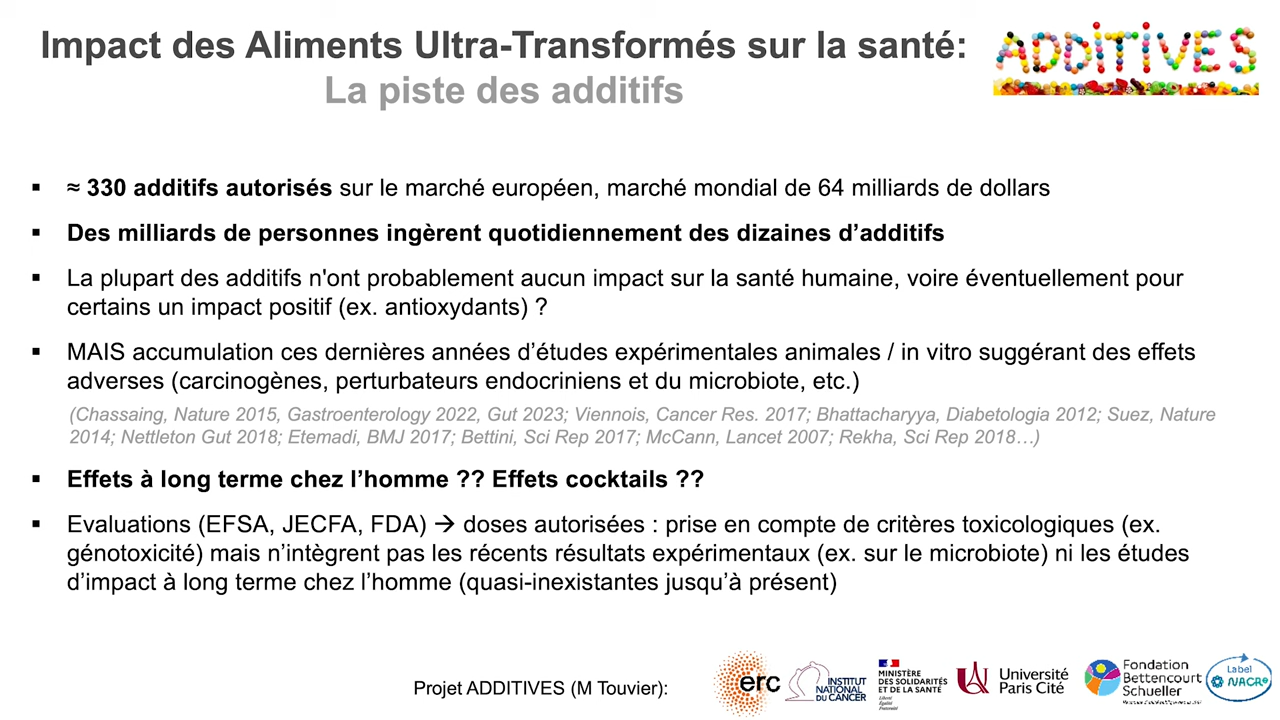 Impact des Aliments Ultra-Transformés sur la santé:
La piste des additifs
ADDiTiVES
▪ ≈ 330 additifs autorisés sur le marché européen, marché mondial de 64 milliards de dollars
▪ Des milliards de personnes ingèrent quotidiennement des dizaines d’additifs
▪ La plupart des additifs n'ont probablement aucun impact sur la santé humaine, voire éventuellement pour
certains un impact positif (ex. antioxydants) ?
▪ MAIS accumulation ces dernières années d’études expérimentales animales / in vitro suggérant des effets
adverses (carcinogènes, perturbateurs endocriniens et du microbiote, etc.)
(Chassaing, Nature 2015, Gastroenterology 2022, Gut 2023; Viennois, Cancer Res. 2017; Bhattacharyya, Diabetologia 2012; Suez, Nature
2014; Nettleton Gut 2018; Etemadi, BMJ 2017; Bettini, Sci Rep 2017; McCann, Lancet 2007; Rekha, Sci Rep 2018…)
▪ Effets à long terme chez l’homme ?? Effets cocktails ??
▪ Evaluations (EFSA, JECFA, FDA) → doses autorisées : prise en compte de critères toxicologiques (ex.
génotoxicité) mais n’intègrent pas les récents résultats expérimentaux (ex. sur le microbiote) ni les études
d’impact à long terme chez l’homme (quasi-inexistantes jusqu’à présent)
Projet ADDITIVES (M Touvier):
erc
INSTITUT
NATIONAL
DU CANCER
MINISTÈRE
DES SOLIDARITÉS
ET DE LA SANTÉ
Liberté
Égalité
Fraternité
Université
Paris Cité
Fondation
Bettencourt
Schueller
Label
NACRe